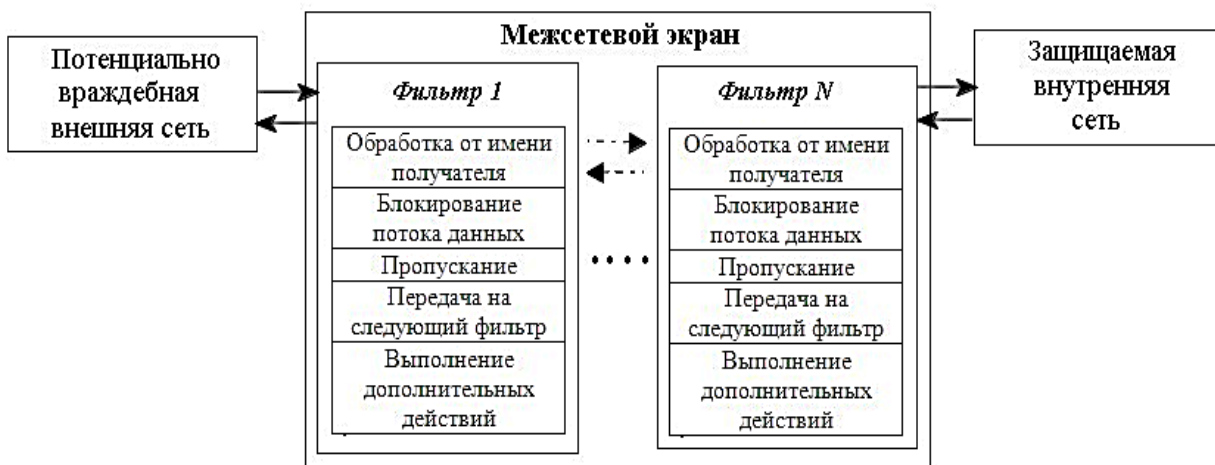 Межсетевой экран
Потенциально
враждебная
внешняя сеть
Фильтр 1
Обработка от имени
получателя
Блокирование
потока данных
Пропускание
Передача на
следующий фильтр
Выполнение
дополнительных
действий
Фильтр N
Обработка от имени
получателя
Блокирование
потока данных
Пропускание
Передача на
следующий фильтр
Выполнение
дополнительных
действий
Защищаемая
внутренняя
сеть